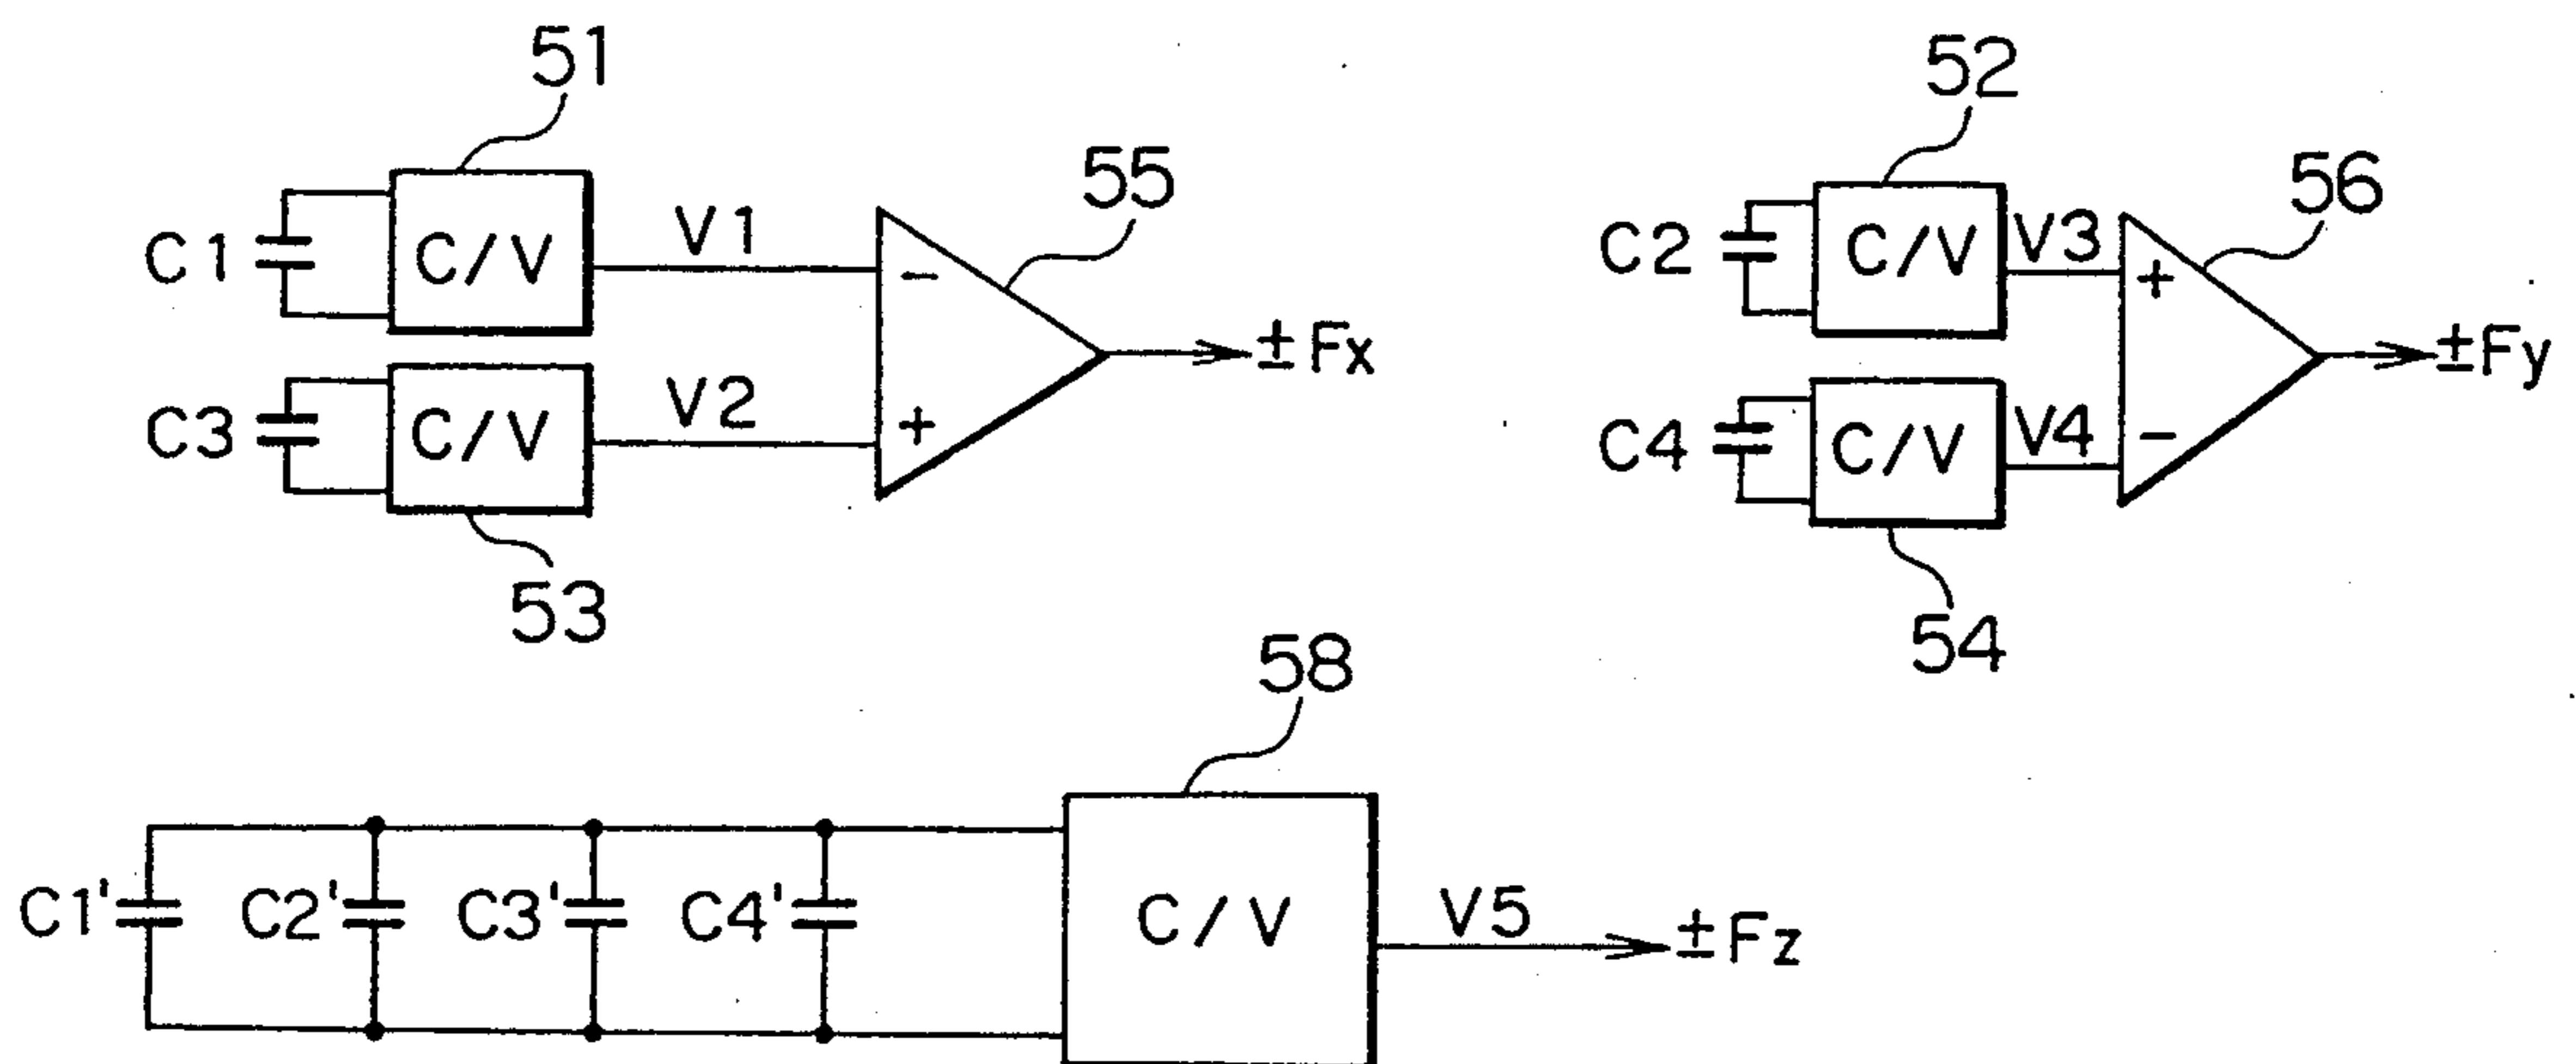 51
C1
C/V
V1
-
55
±Fx
C3
C/V
V2
+
53
52
C2
C/V
V3
+
56
±Fy
C4
C/V
V4
-
54
58
C1'
C2'
C3'
C4'
C/V
V5
±Fz